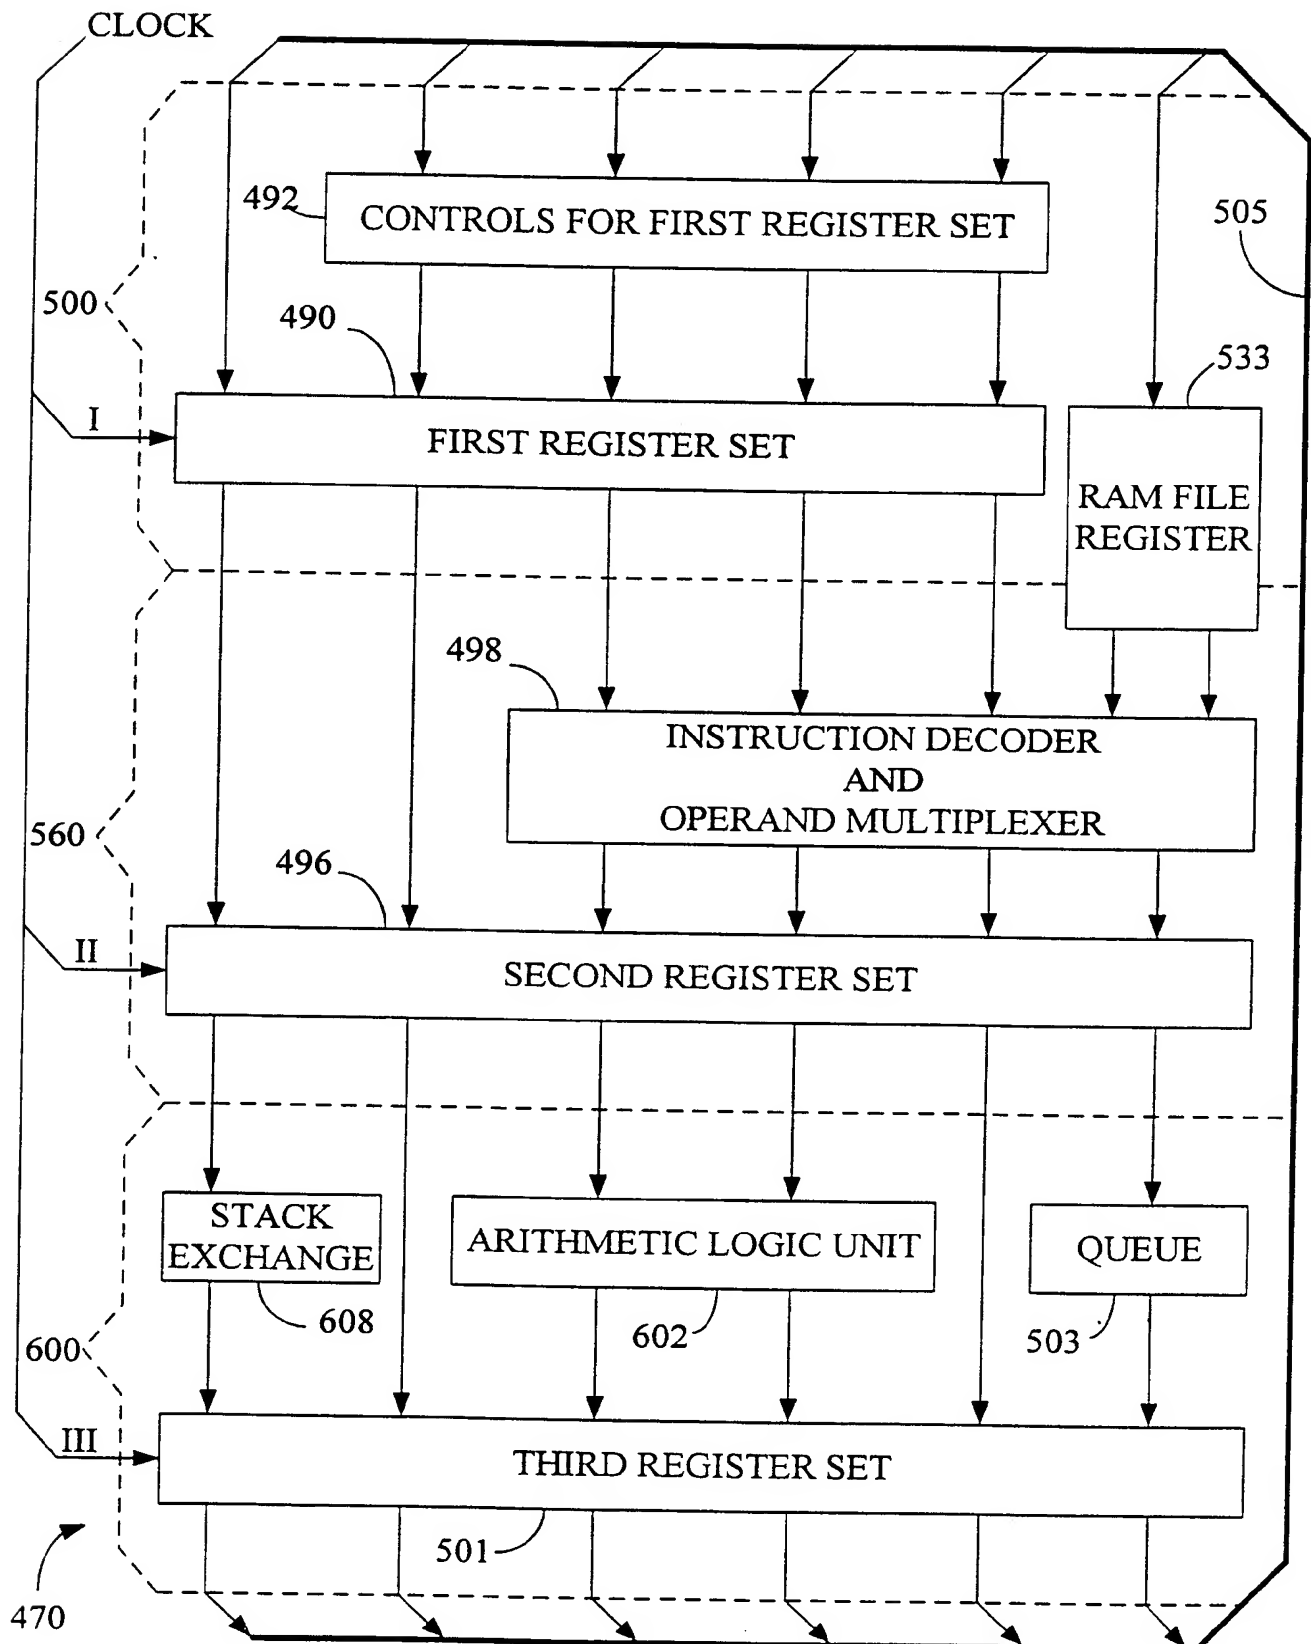 CLOCK
492
CONTROLS FOR FIRST REGISTER SET
505
500
490
533
I
FIRST REGISTER SET
RAM FILE
REGISTER
498
INSTRUCTION DECODER
AND
OPERAND MULTIPLEXER
560
496
II
SECOND REGISTER SET
STACK
EXCHANGE
ARITHMETIC LOGIC UNIT
QUEUE
608
602
503
600
III
THIRD REGISTER SET
501
470